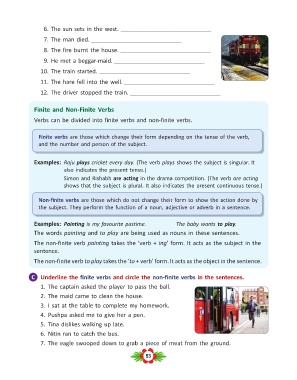 6. The sun sets in the west. ____________________
7. The man died. ____________________
8. The fire burnt the house. ____________________
9. He met a beggar-maid. ____________________
10. The train started. ____________________
11. The hare fell into the well. ____________________
12. The driver stopped the train. ____________________
Finite and Non-Finite Verbs
Verbs can be divided into finite verbs and non-finite verbs.
Finite verbs are those which change their form depending on the tense of the verb,
and the number and person of the subject.
Examples: Raju plays cricket every day. (The verb plays shows the subject is singular. It
also indicates the present tense.)
Simon and Rishabh are acting in the drama competition. (The verb are acting
shows that the subject is plural. It also indicates the present continuous tense.)
Non-finite verbs are those which do not change their form to show the action done by
the subject. They perform the function of a noun, adjective or adverb in a sentence.
Examples: Painting is my favourite pastime. The baby wants to play.
The words painting and to play are being used as nouns in these sentences.
The non-finite verb painting takes the 'verb + ing' form. It acts as the subject in the
sentence.
The non-finite verb to play takes the 'to + verb' form. It acts as the object in the sentence.
C Underline the finite verbs and circle the non-finite verbs in the sentences.
1. The captain asked the player to pass the ball.
2. The maid came to clean the house.
3. I sat at the table to complete my homework.
4. Pushpa asked me to give her a pen.
5. Tina dislikes walking up late.
6. Nitin ran to catch the bus.
7. The eagle swooped down to grab a piece of meat from the ground.
53